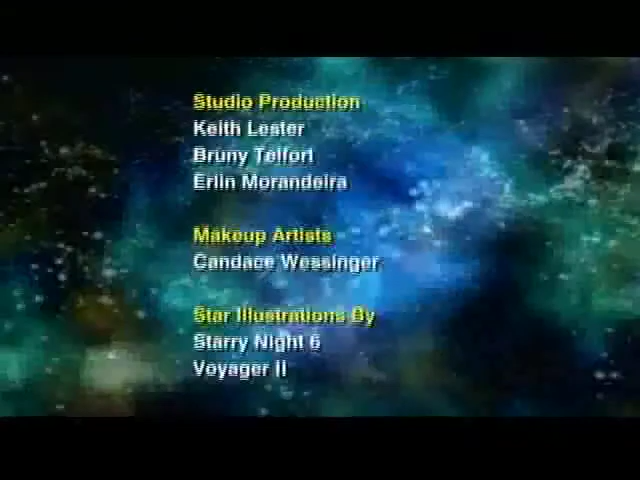 Studio Production
Keith Lester
Bruny Telfort
Erlin Morandeira
Makeup Artists
Candace Wessinger
Star Illustrations By
Starry Night 6
Voyager II